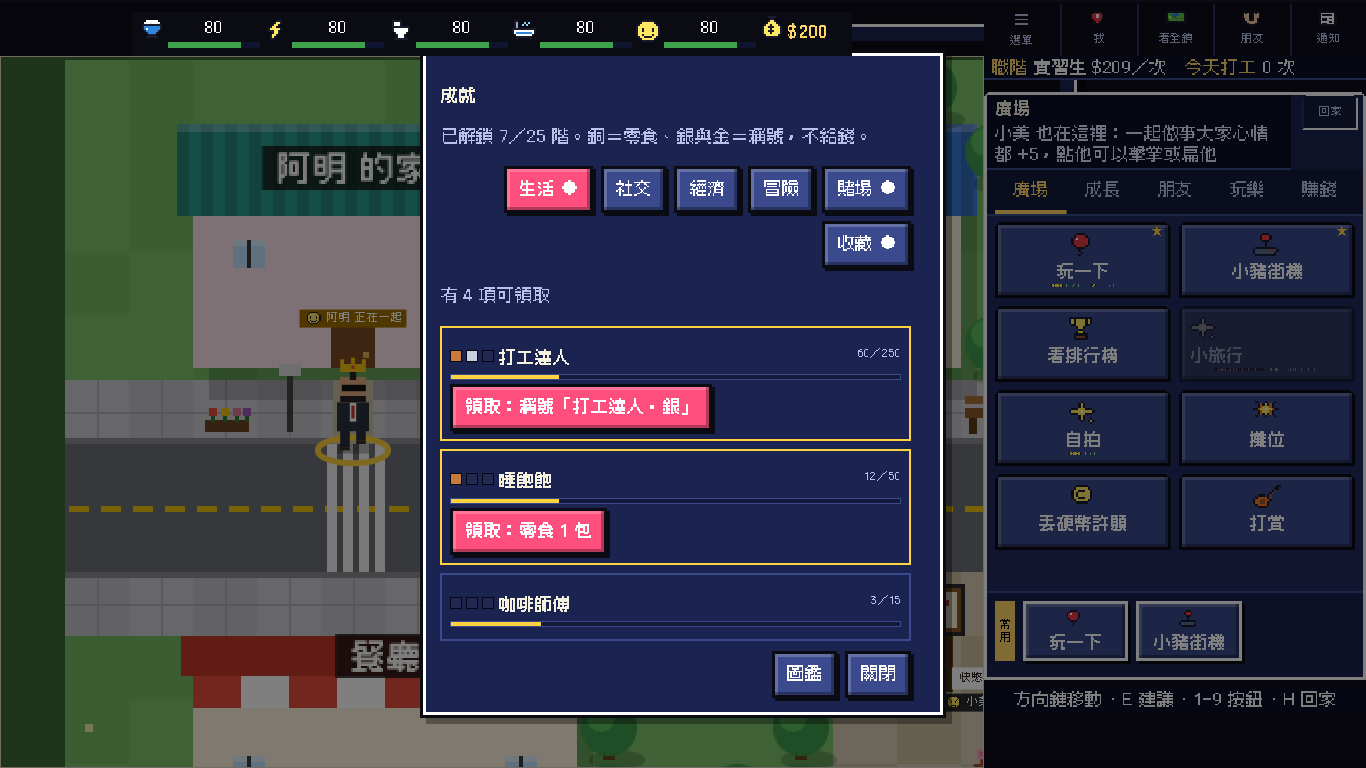 80 80 80 80 80 $200
選單 我 看全鎮 朋友 通知
職階 實習生 $209／次 今天打工 0 次
廣場 回家
小美 也在這裡：一起做事大家心情
都 +5，點他可以擊掌或扁他
廣場 成長 朋友 玩樂 賺錢
玩一下 小豬街機
看排行榜 小旅行
自拍 攤位
丟硬幣許願 打賞
常用 玩一下 小豬街機
方向鍵移動 · E 建議 · 1-9 按鈕 · H 回家
成就
已解鎖 7／25 階。銅＝零食、銀與金＝稱號，不給錢。
生活 社交 經濟 冒險 賭場
收藏
有 4 項可領取
打工達人 60／250
領取：稱號「打工達人·銀」
睡飽飽 12／50
領取：零食 1 包
咖啡師傅 3／15
圖鑑 關閉
阿明 的家
阿明 正在一起
餐廳
小美